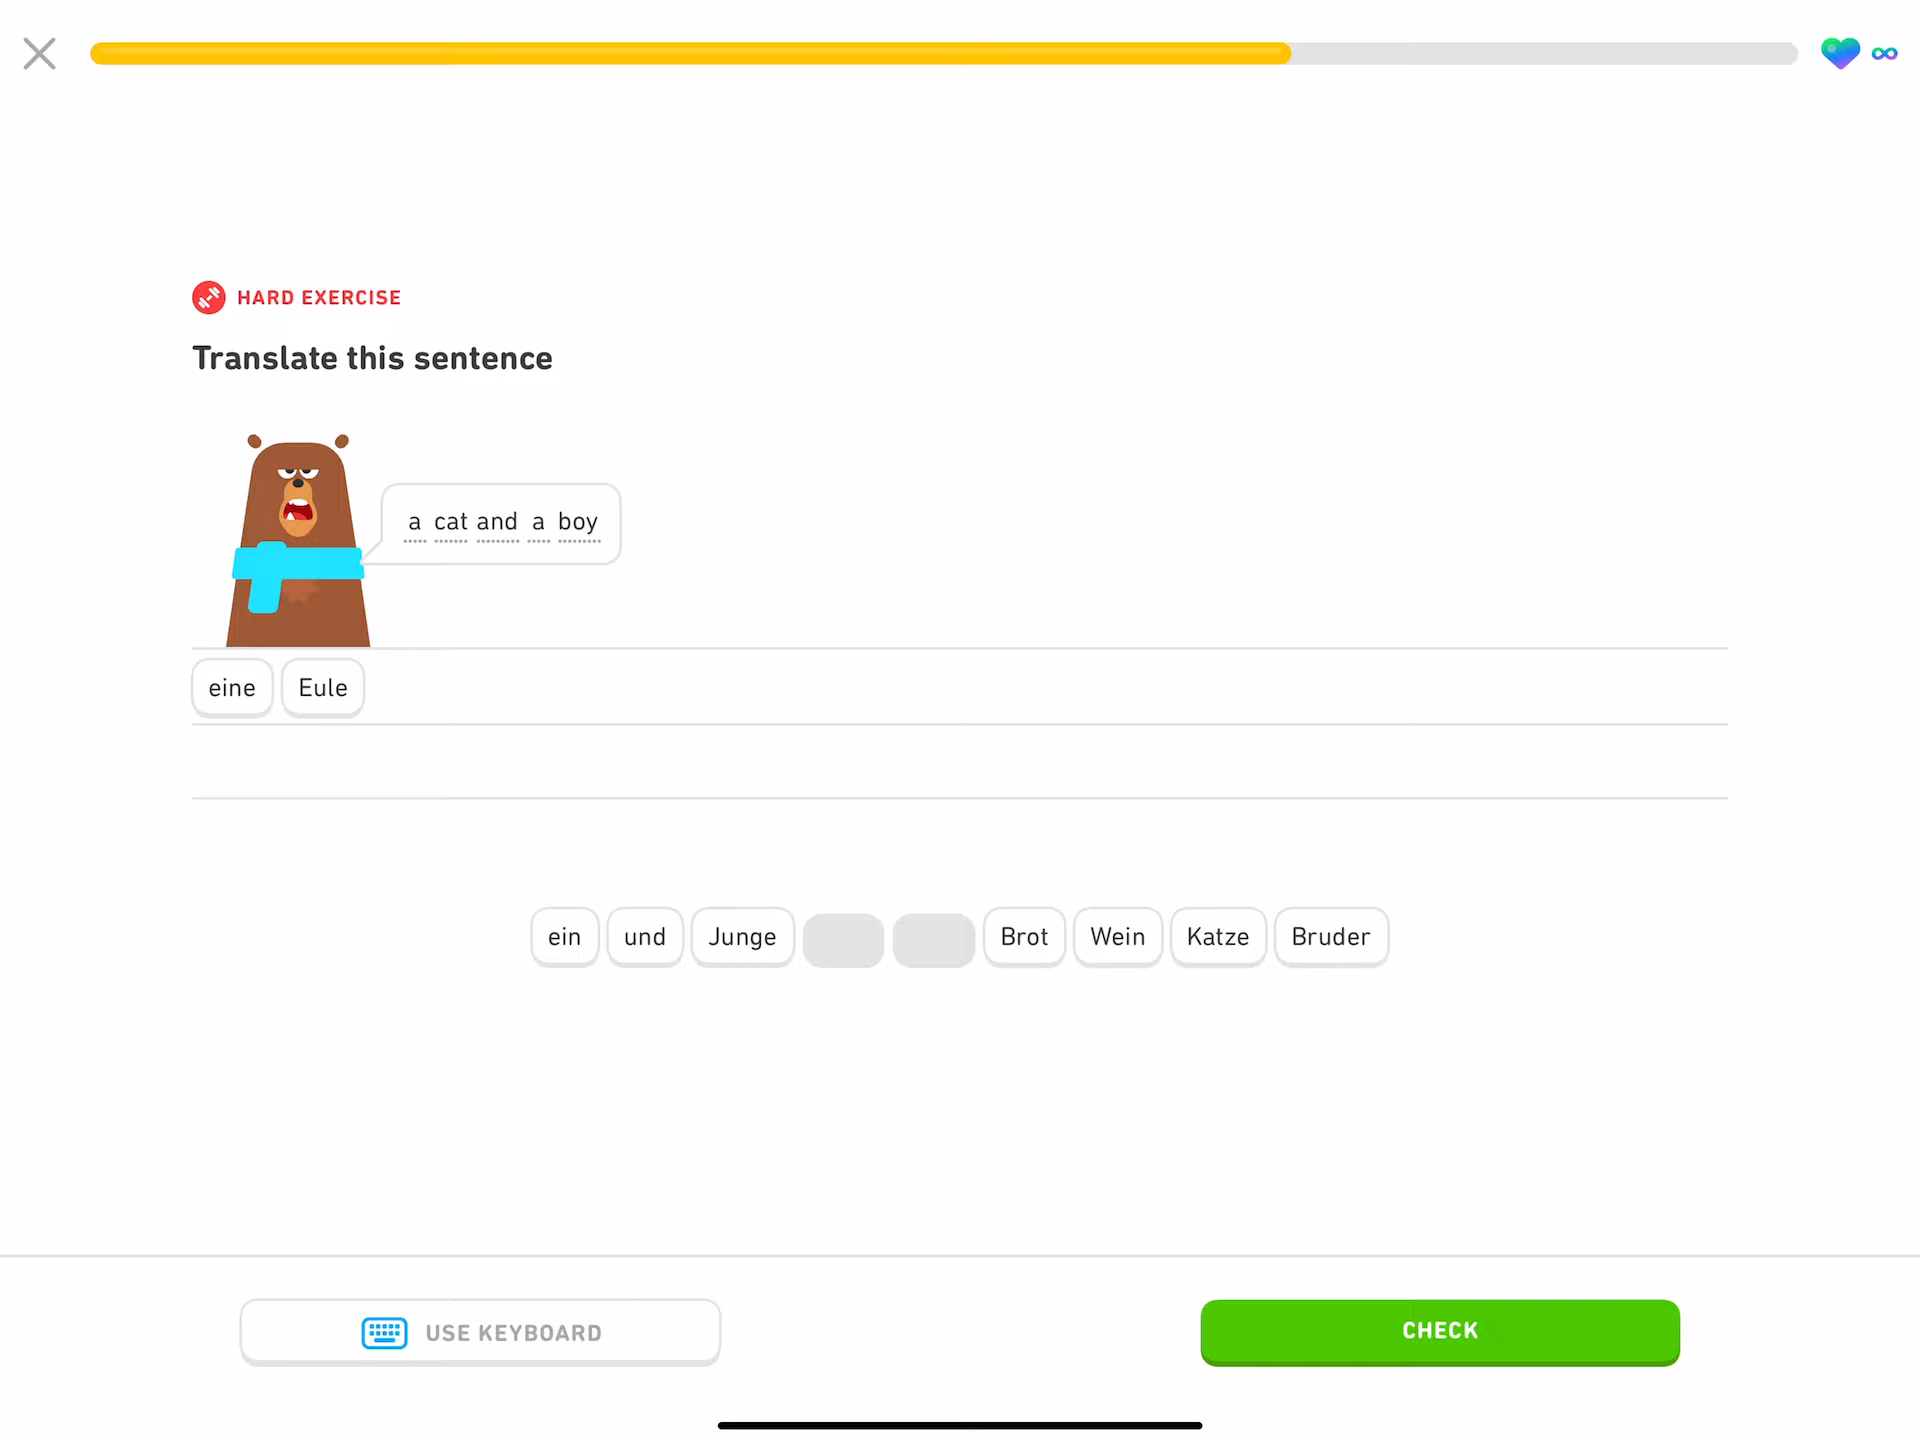 HARD EXERCISE
Translate this sentence
a cat and a boy
eine Eule
ein und Junge Brot Wein Katze Bruder
USE KEYBOARD
CHECK